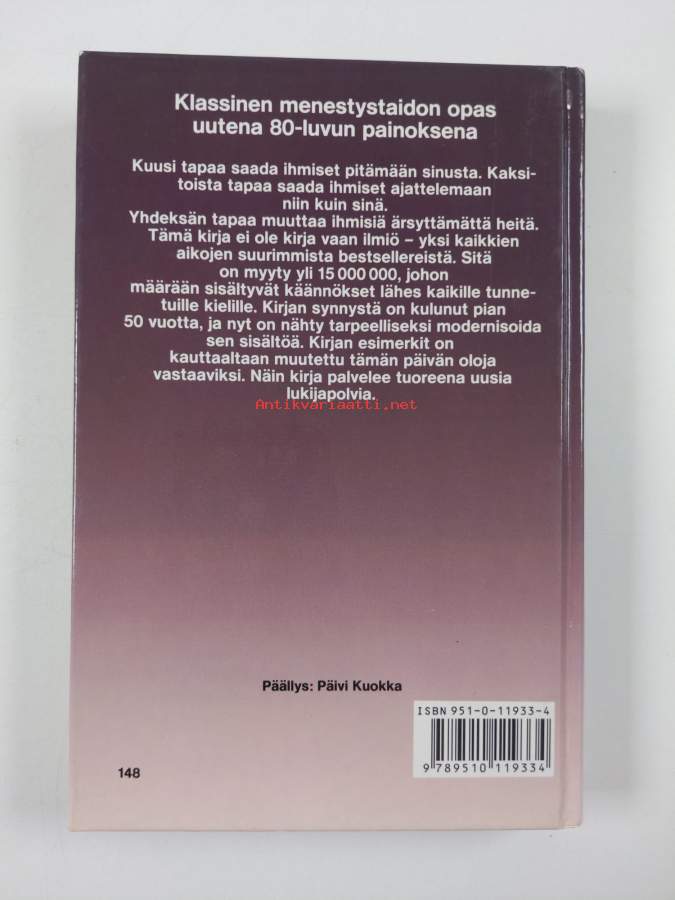 Klassinen menestystaidon opas
uutena 80-luvun painoksena
Kuusi tapaa saada ihmiset pitämään sinusta. Kaksi-
toista tapaa saada ihmiset ajattelemaan
niin kuin sinä.
Yhdeksän tapaa muuttaa ihmisiä ärsyttämättä heitä.
Tämä kirja ei ole kirja vaan ilmiö – yksi kaikkien
aikojen suurimmista bestsellereistä. Sitä
on myyty yli 15 000 000, johon
määrään sisältyvät käännökset lähes kaikille tunne-
tuille kielille. Kirjan synnystä on kulunut pian
50 vuotta, ja nyt on nähty tarpeelliseksi modernisoida
sen sisältöä. Kirjan esimerkit on
kauttaaltaan muutettu tämän päivän oloja
vastaaviksi. Näin kirja palvelee tuoreena uusia
lukijapolvia.
Antikvariaatti.net
Päällys: Päivi Kuokka
ISBN 951-0-11933-4
9 789510 119334
148